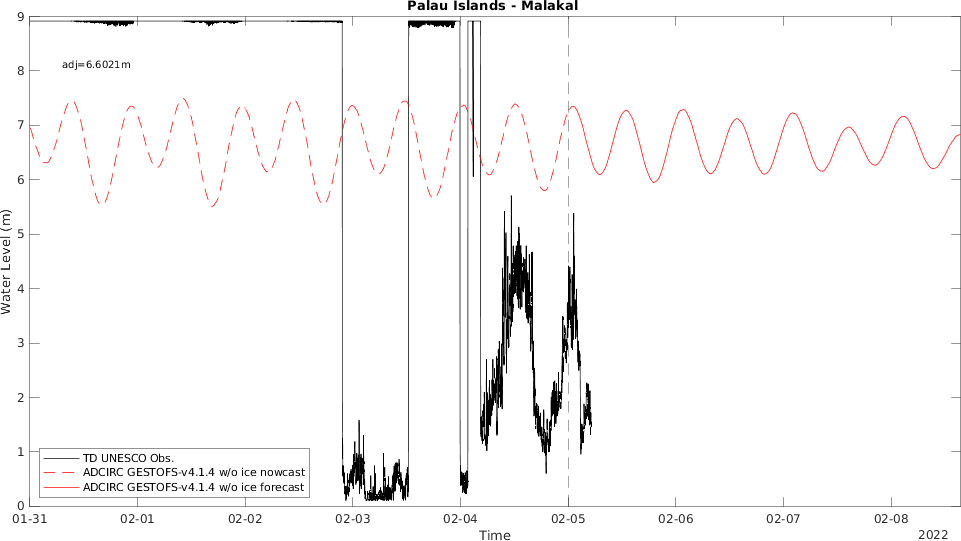 Palau Islands - Malakal
9
8
7
6
5
4
3
2
1
0
Water Level (m)
adj=6.6021m
TD UNESCO Obs.
ADCIRC GESTOFS-v4.1.4 w/o ice nowcast
ADCIRC GESTOFS-v4.1.4 w/o ice forecast
01-31 02-01 02-02 02-03 02-04 02-05 02-06 02-07 02-08
Time
2022